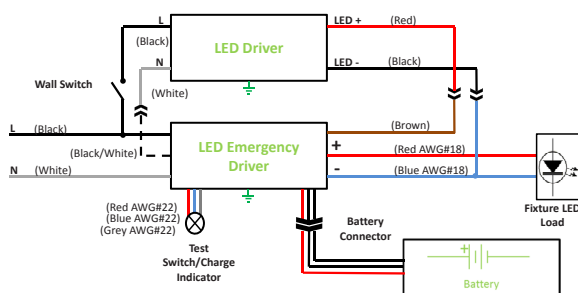 L
LED +
(Red)
(Black)
LED Driver
N
LED -
(Black)
Wall Switch
(White)
L
(Black)
(Brown)
(Black/White)
LED Emergency
Driver
+
(Red AWG#18)
N
(White)
-
(Blue AWG#18)
(Red AWG#22)
(Blue AWG#22)
(Grey AWG#22)
Fixture LED
Load
Battery
Connector
Test
Switch/Charge
Indicator
+
Battery